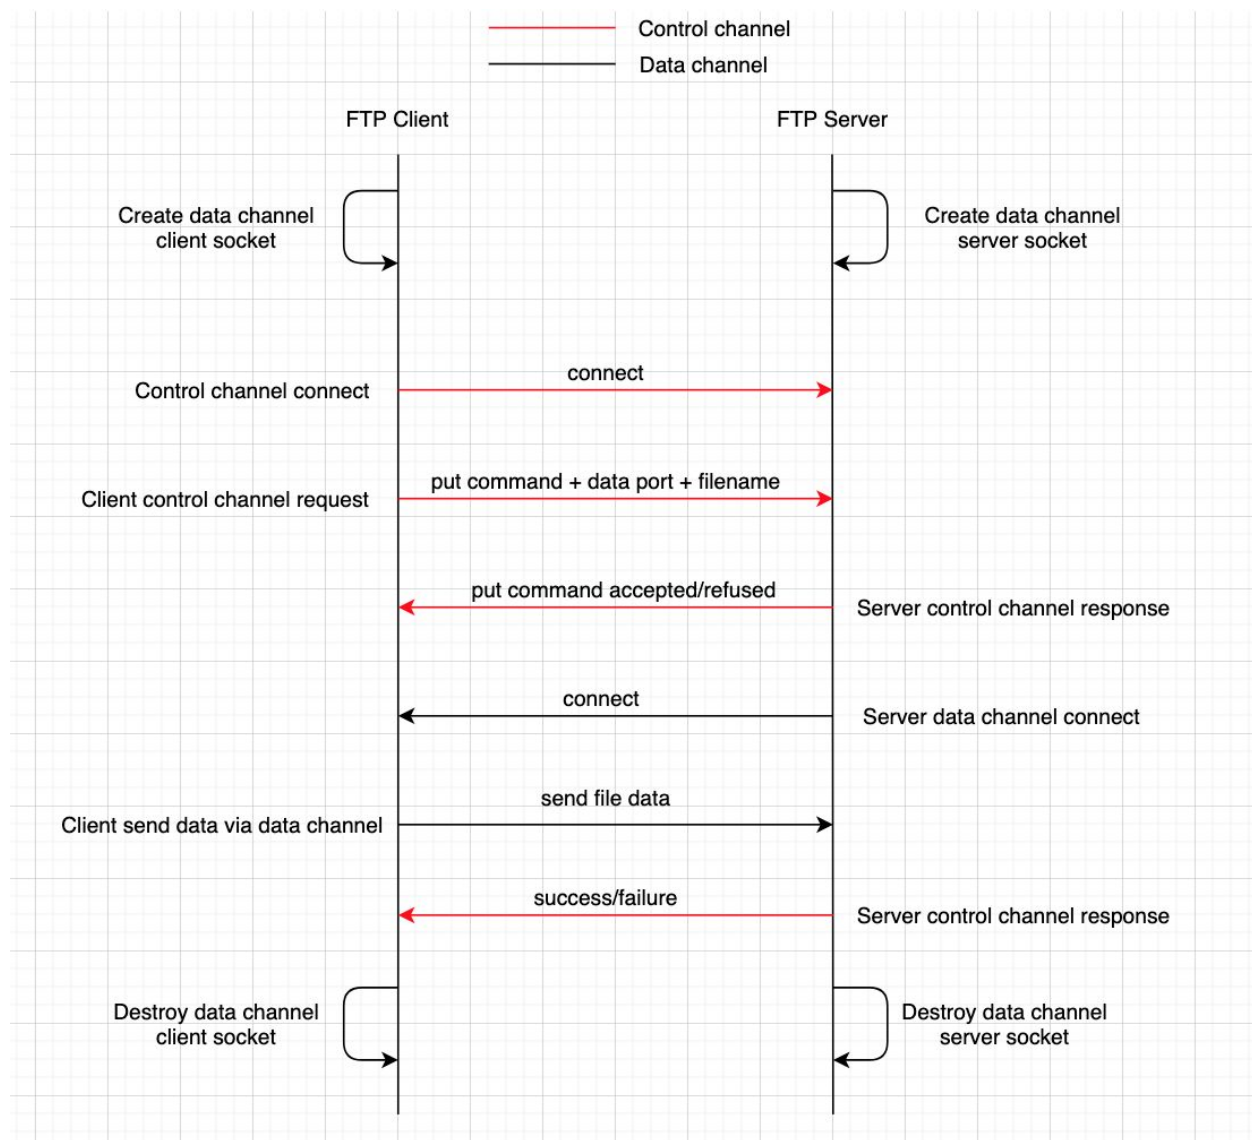 Control channel
Data channel
FTP Client
FTP Server
Create data channel
client socket
Create data channel
server socket
connect
Control channel connect
put command + data port + filename
Client control channel request
put command accepted/refused
Server control channel response
connect
Server data channel connect
send file data
Client send data via data channel
success/failure
Server control channel response
Destroy data channel
client socket
Destroy data channel
server socket